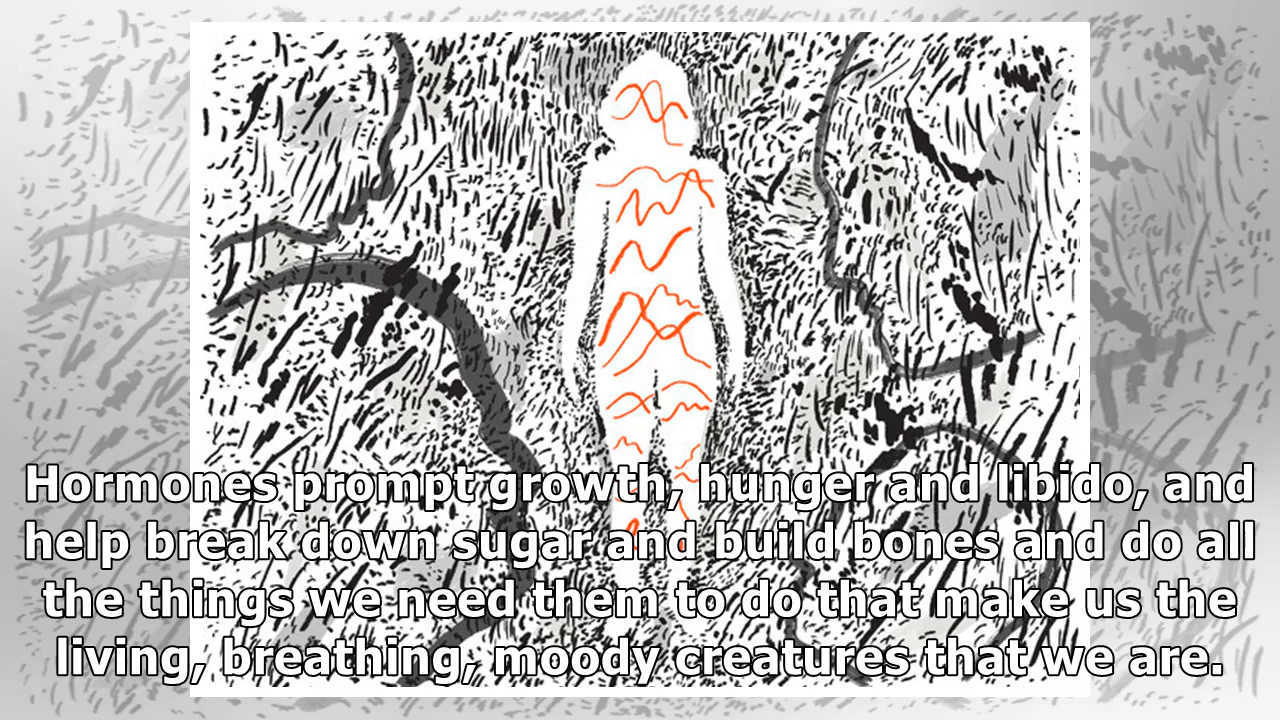 Hormones prompt growth, hunger and libido, and
help break down sugar and build bones and do all
the things we need them to do that make us the
living, breathing, moody creatures that we are.